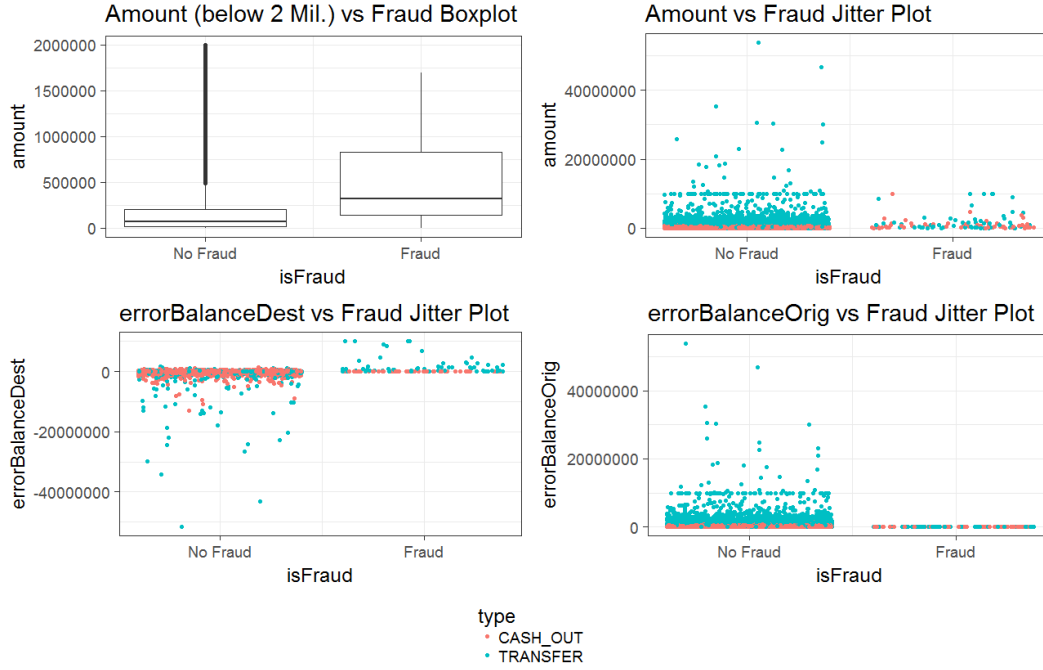 Amount (below 2 Mil.) vs Fraud Boxplot
amount
2000000
1500000
1000000
500000
0
No Fraud
Fraud
isFraud
Amount vs Fraud Jitter Plot
amount
40000000
20000000
0
No Fraud
Fraud
isFraud
errorBalanceDest vs Fraud Jitter Plot
errorBalanceDest
0
-20000000
-40000000
No Fraud
Fraud
isFraud
errorBalanceOrig vs Fraud Jitter Plot
errorBalanceOrig
40000000
20000000
0
No Fraud
Fraud
isFraud
type
CASH_OUT
TRANSFER